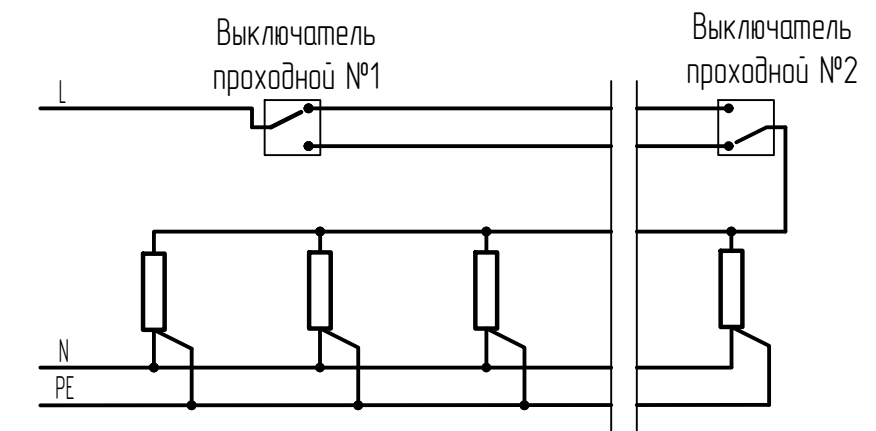 Выключатель
проходной №1
Выключатель
проходной №2
L
N
PE